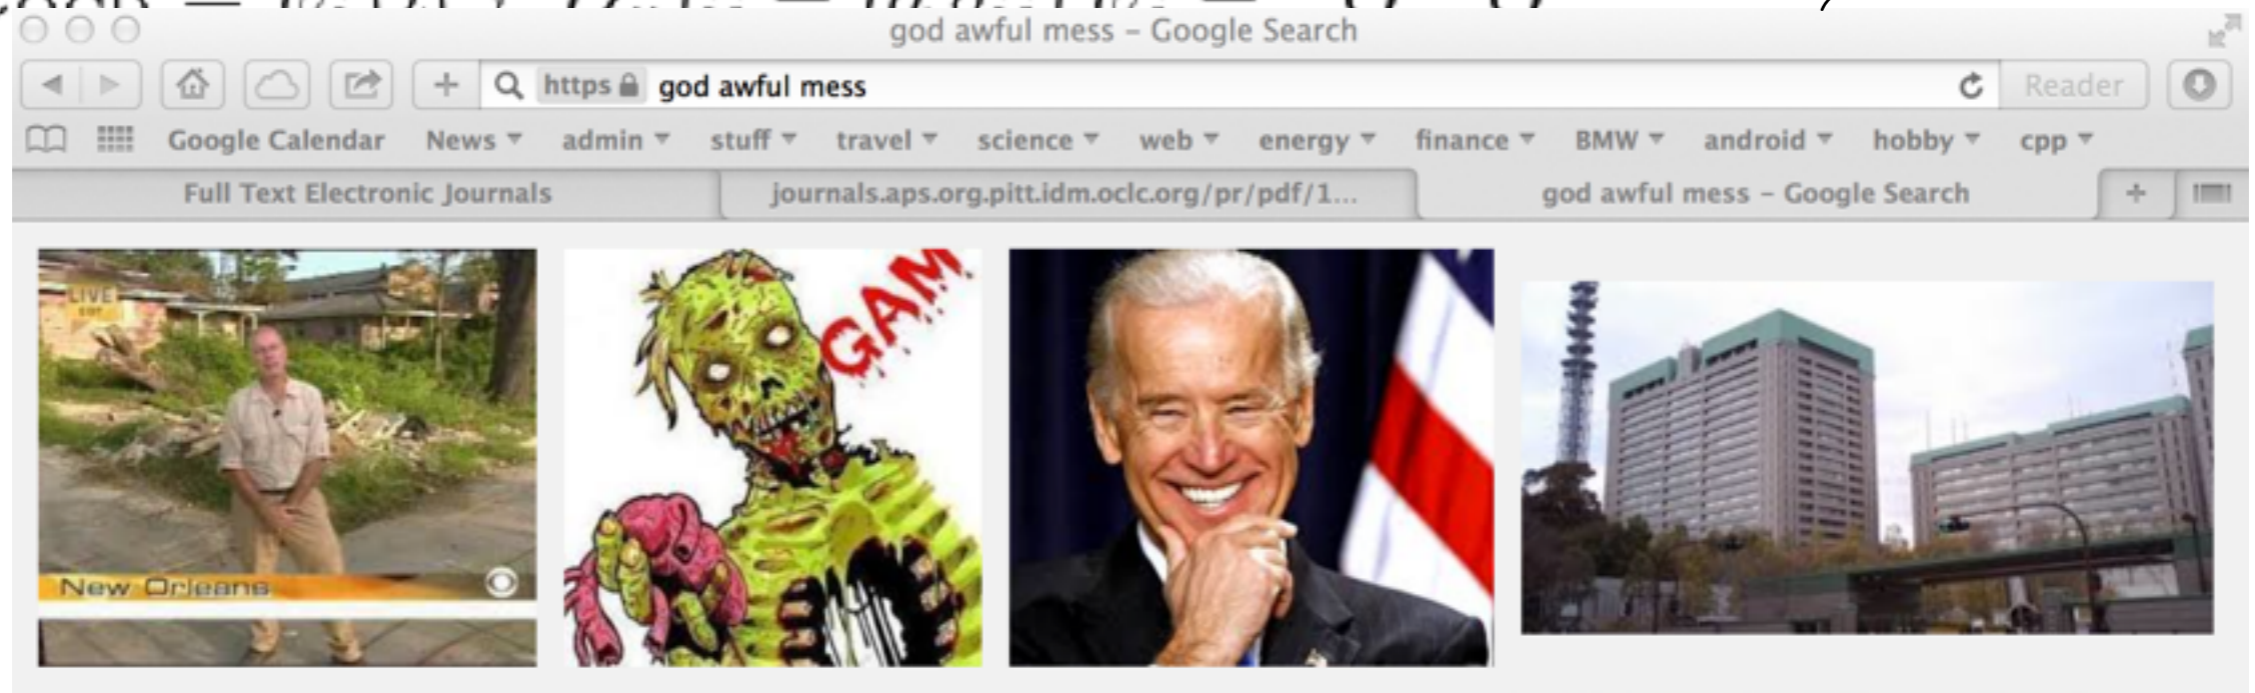 god awful mess – Google Search
https god awful mess Reader
Google Calendar News admin stuff travel science web energy finance BMW android hobby cpp
Full Text Electronic Journals journals.aps.org.pitt.idm.oclc.org/pr/pdf/1... god awful mess – Google Search +
GAM
LIVE
New Orleans